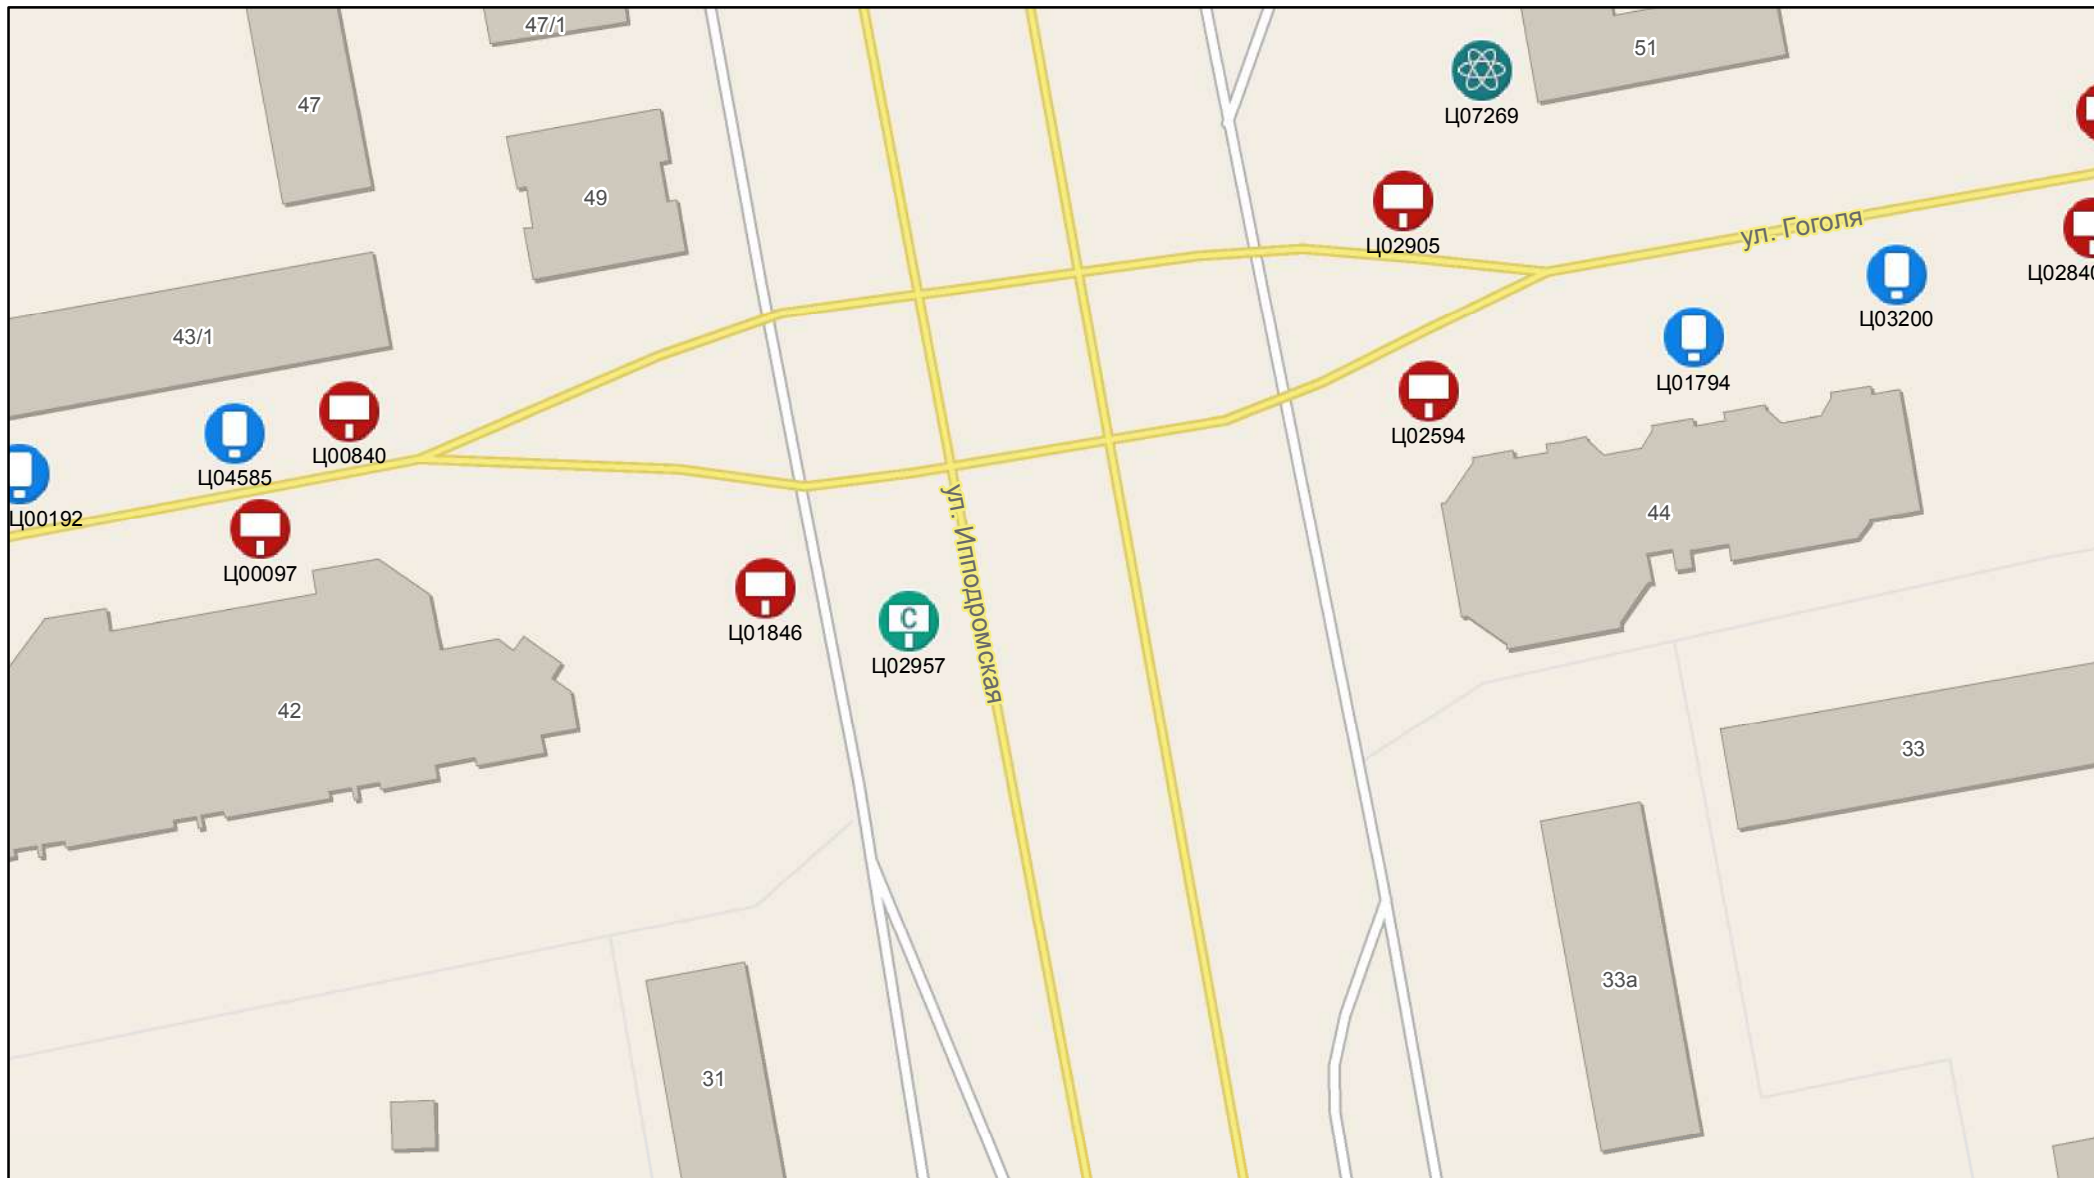 47/1
51
47
Ц07269
49
Ц02905
ул. Гоголя
Ц02840
Ц03200
43/1
Ц01794
Ц00840
Ц02594
Ц04585
Ц00192
44
Ц00097
ул. Ипподромская
Ц01846
С
Ц02957
42
33
33а
31